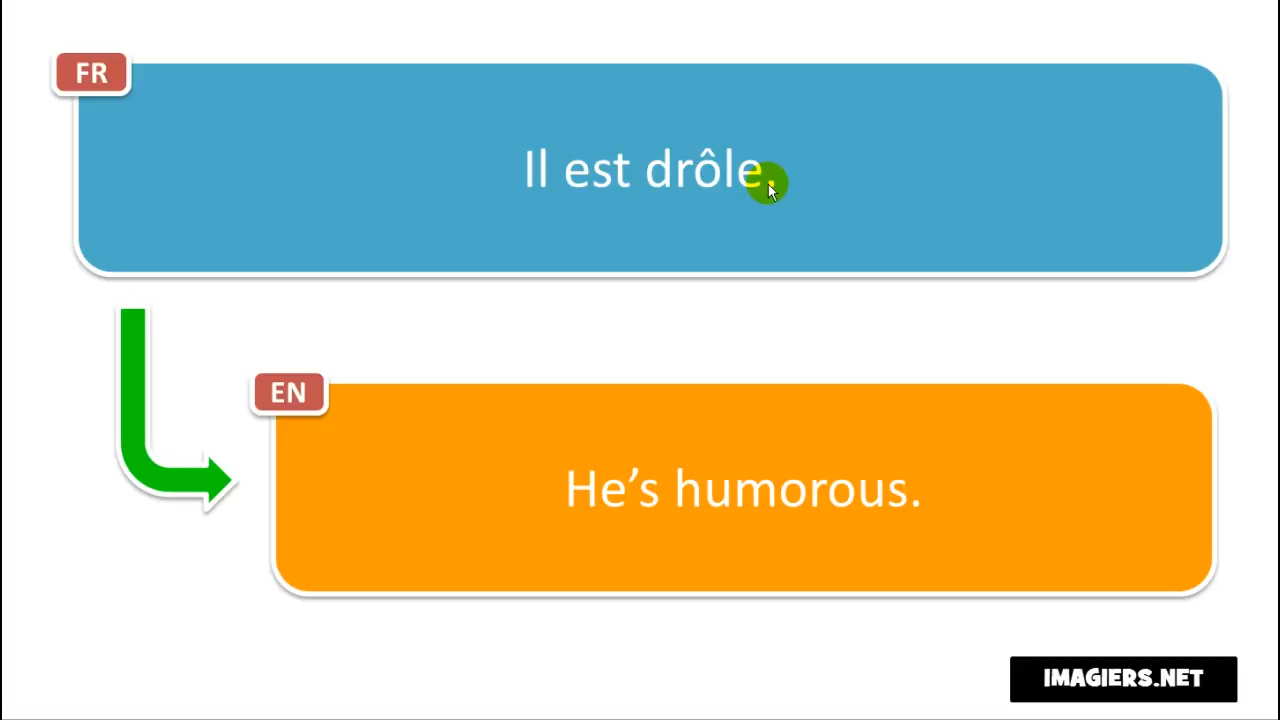 FR
Il est drôle.
EN
He’s humorous.
IMAGIERS.NET